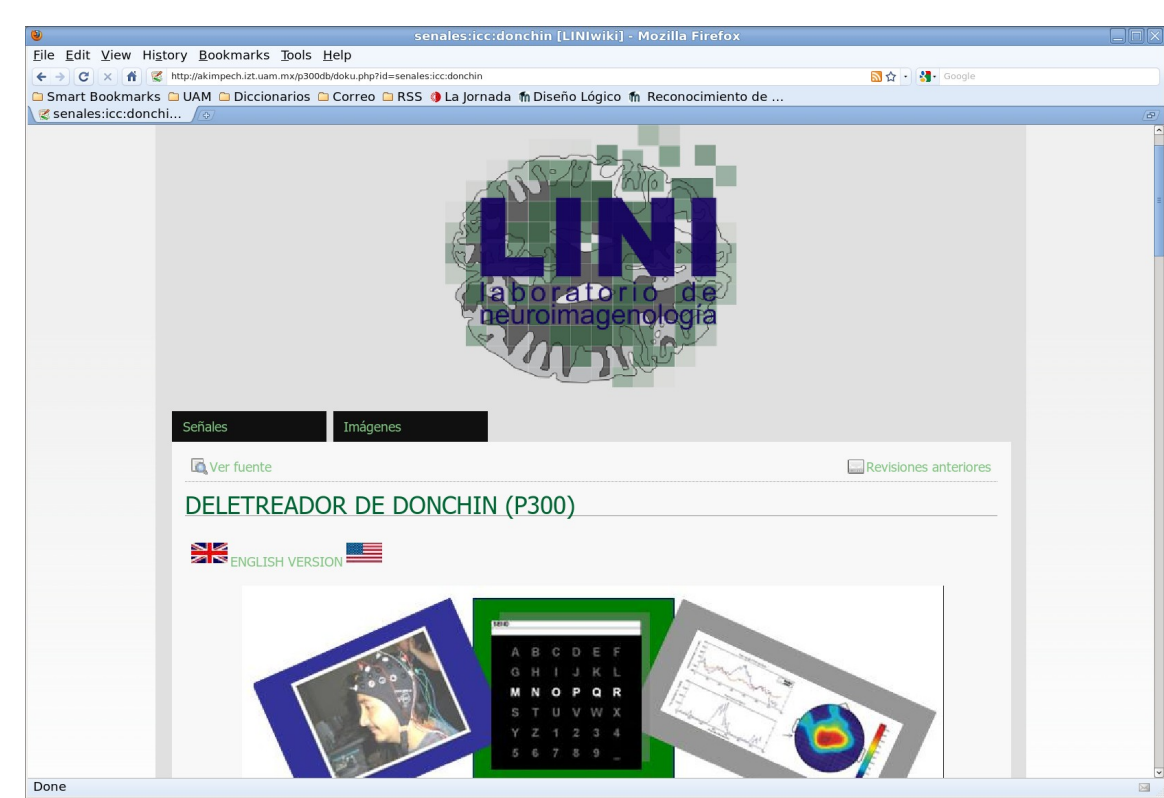 senales:icc:donchin [LINIwiki] - Mozilla Firefox
File Edit View History Bookmarks Tools Help
http://akimpech.izt.uam.mx/p300db/doku.php?id=senales:icc:donchin
Google
Smart Bookmarks UAM Diccionarios Correo RSS La Jornada Diseño Lógico Reconocimiento de ...
senales:icc:donchi...
LINI
laboratorio de
neuroimagenología
Señales Imágenes
Ver fuente Revisiones anteriores
DELETREADOR DE DONCHIN (P300)
ENGLISH VERSION
SEND
A B C D E F
G H I J K L
M N O P Q R
S T U V W X
Y Z 1 2 3 4
5 6 7 8 9 _
Done